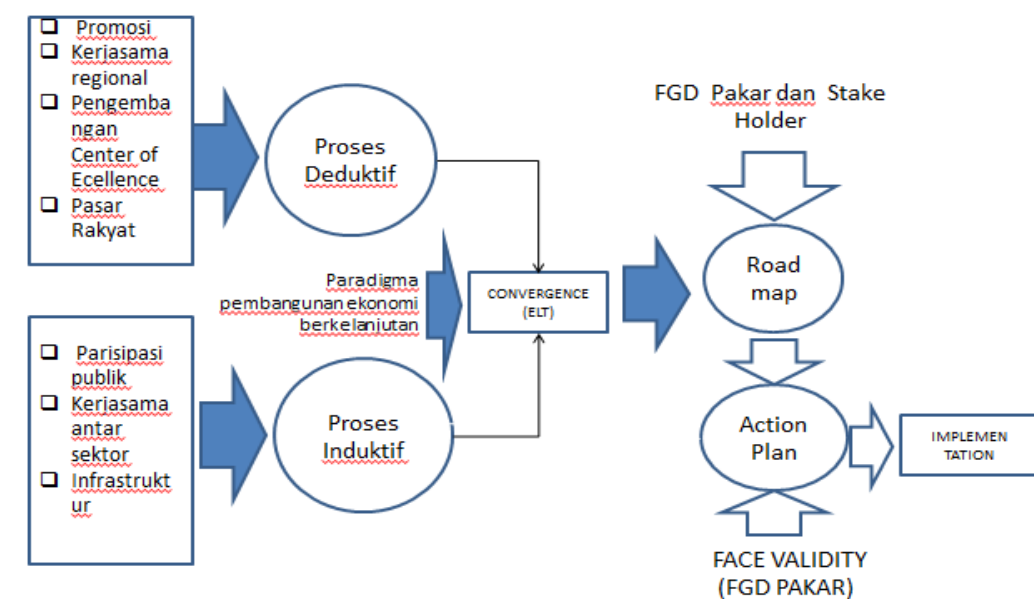 Promosi
Kerjasama
regional
Pengemba
ngan
Center of
Ecellence
Pasar
Rakyat
Proses
Deduktif
FGD Pakar dan Stake
Holder
Paradigma
pembangunan ekonomi
berkelanjutan
CONVERGENCE
(ELT)
Road
map
Parisipasi
publik
Kerjasama
antar
sektor
Infrastrukt
ur
Proses
Induktif
Action
Plan
IMPLEMEN
TATION
FACE VALIDITY
(FGD PAKAR)